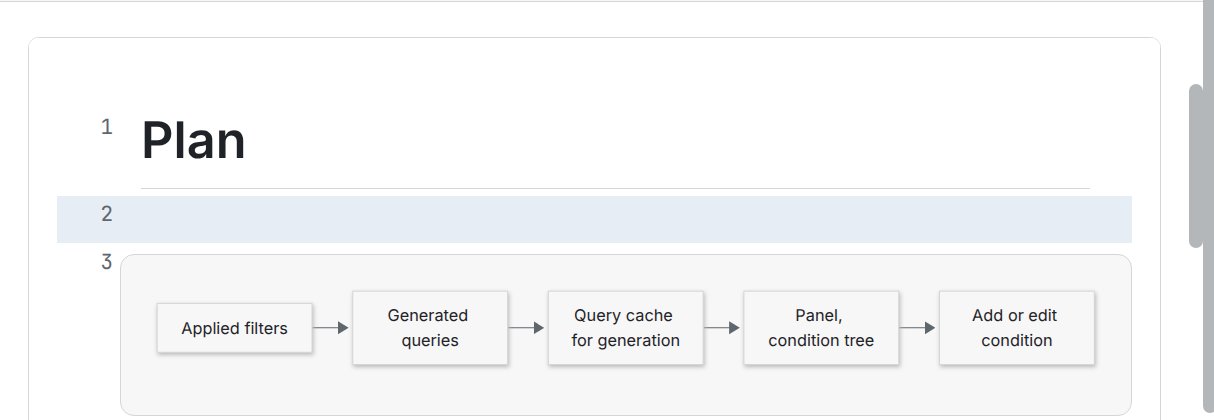 1
Plan
2
3
Applied filters
Generated
queries
Query cache
for generation
Panel,
condition tree
Add or edit
condition